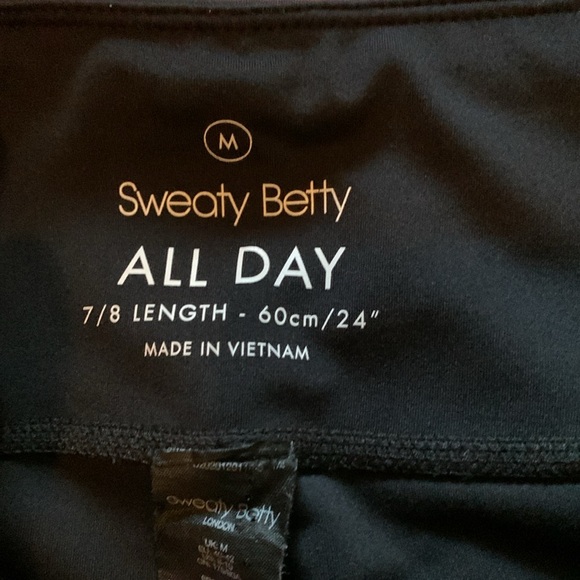 M
Sweaty Betty
ALL DAY
7/8 LENGTH - 60cm/24"
MADE IN VIETNAM
Sweaty Betty
LONDON
UK: M